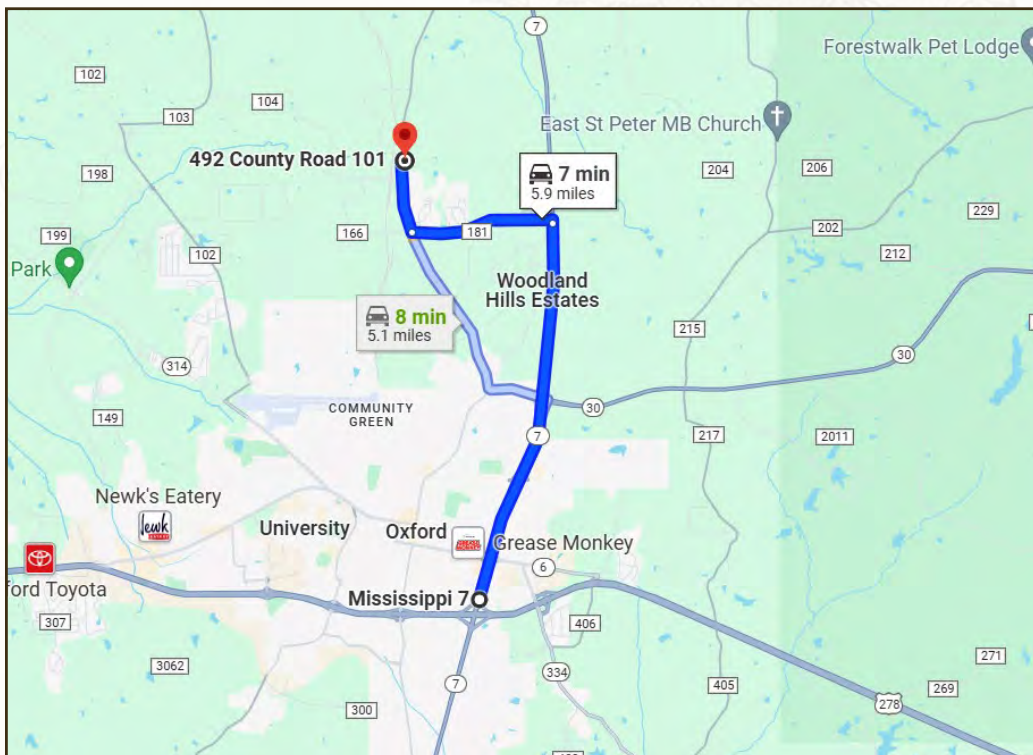 7
Forestwalk Pet Lodge
102
104
103
East St Peter MB Church
492 County Road 101
7 min
5.9 miles
204
206
198
229
199
166
181
202
102
212
Park
Woodland
Hills Estates
8 min
5.1 miles
215
30
314
COMMUNITY
GREEN
30
149
7
217
2011
Newk's Eatery
University
Oxford
Grease Monkey
6
ford Toyota
Mississippi 7
307
406
3062
334
271
7
405
269
300
278